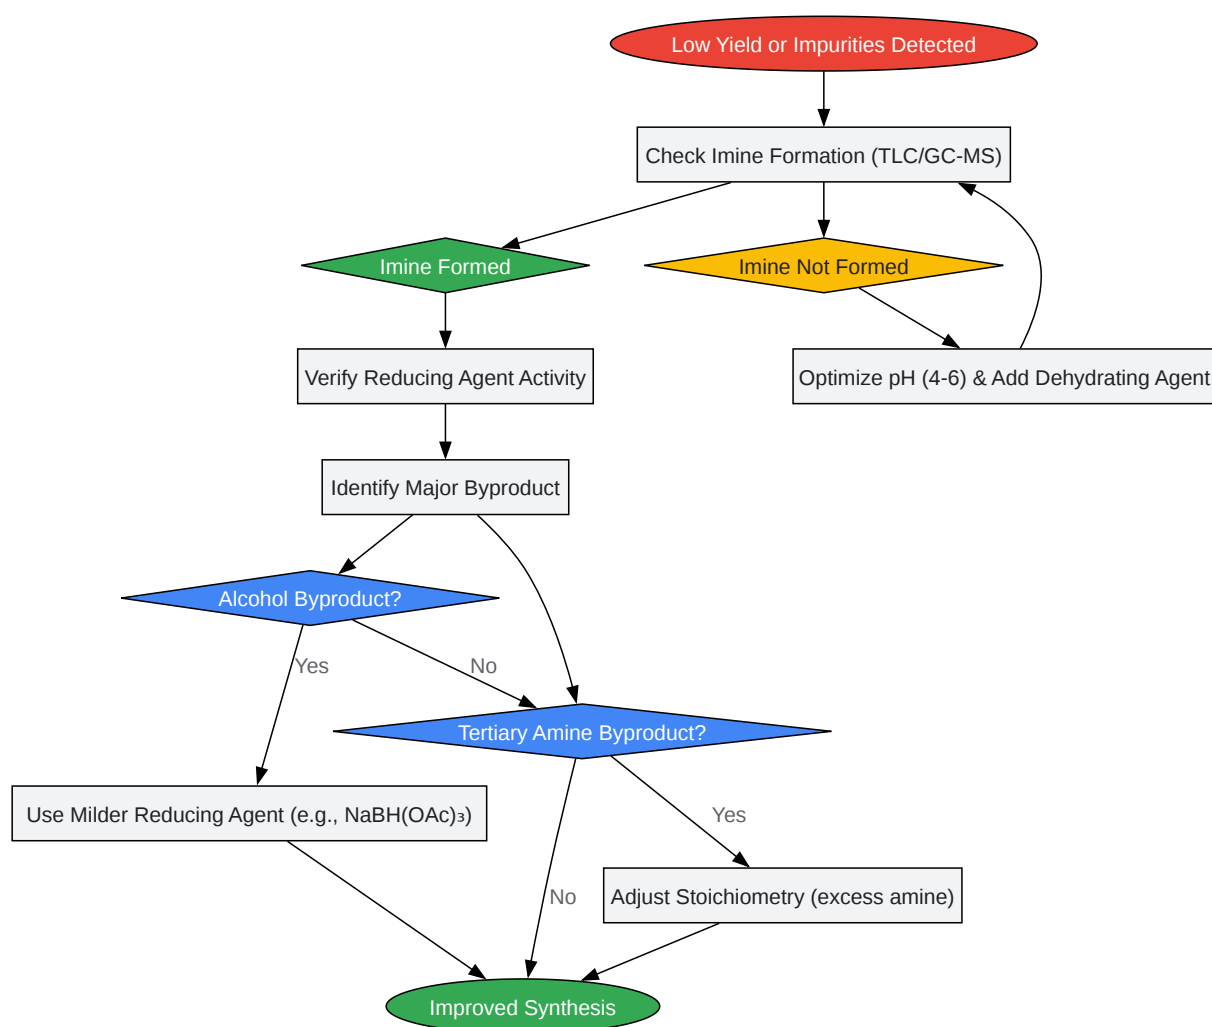 Low Yield or Impurities Detected
Check Imine Formation (TLC/GC-MS)
Imine Formed
Imine Not Formed
Verify Reducing Agent Activity
Optimize pH (4-6) & Add Dehydrating Agent
Identify Major Byproduct
Alcohol Byproduct?
Yes
No
Tertiary Amine Byproduct?
Use Milder Reducing Agent (e.g., NaBH(OAc)₃)
Yes
No
Adjust Stoichiometry (excess amine)
Improved Synthesis